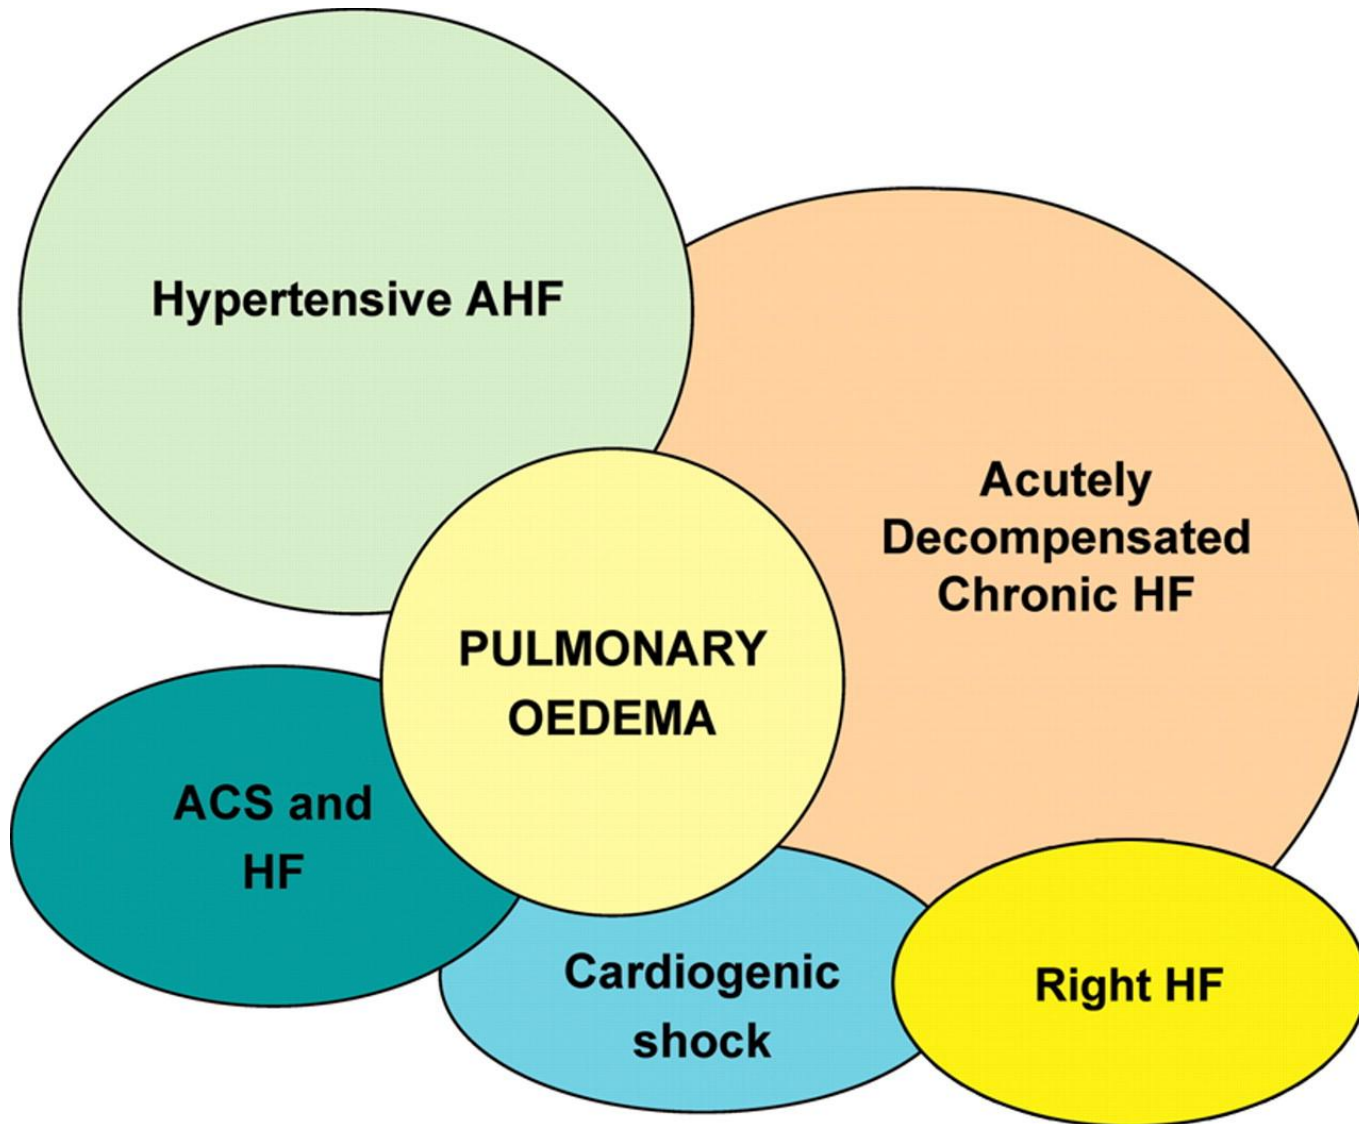 Hypertensive AHF
Acutely
Decompensated
Chronic HF
PULMONARY
OEDEMA
ACS and
HF
Cardiogenic
shock
Right HF